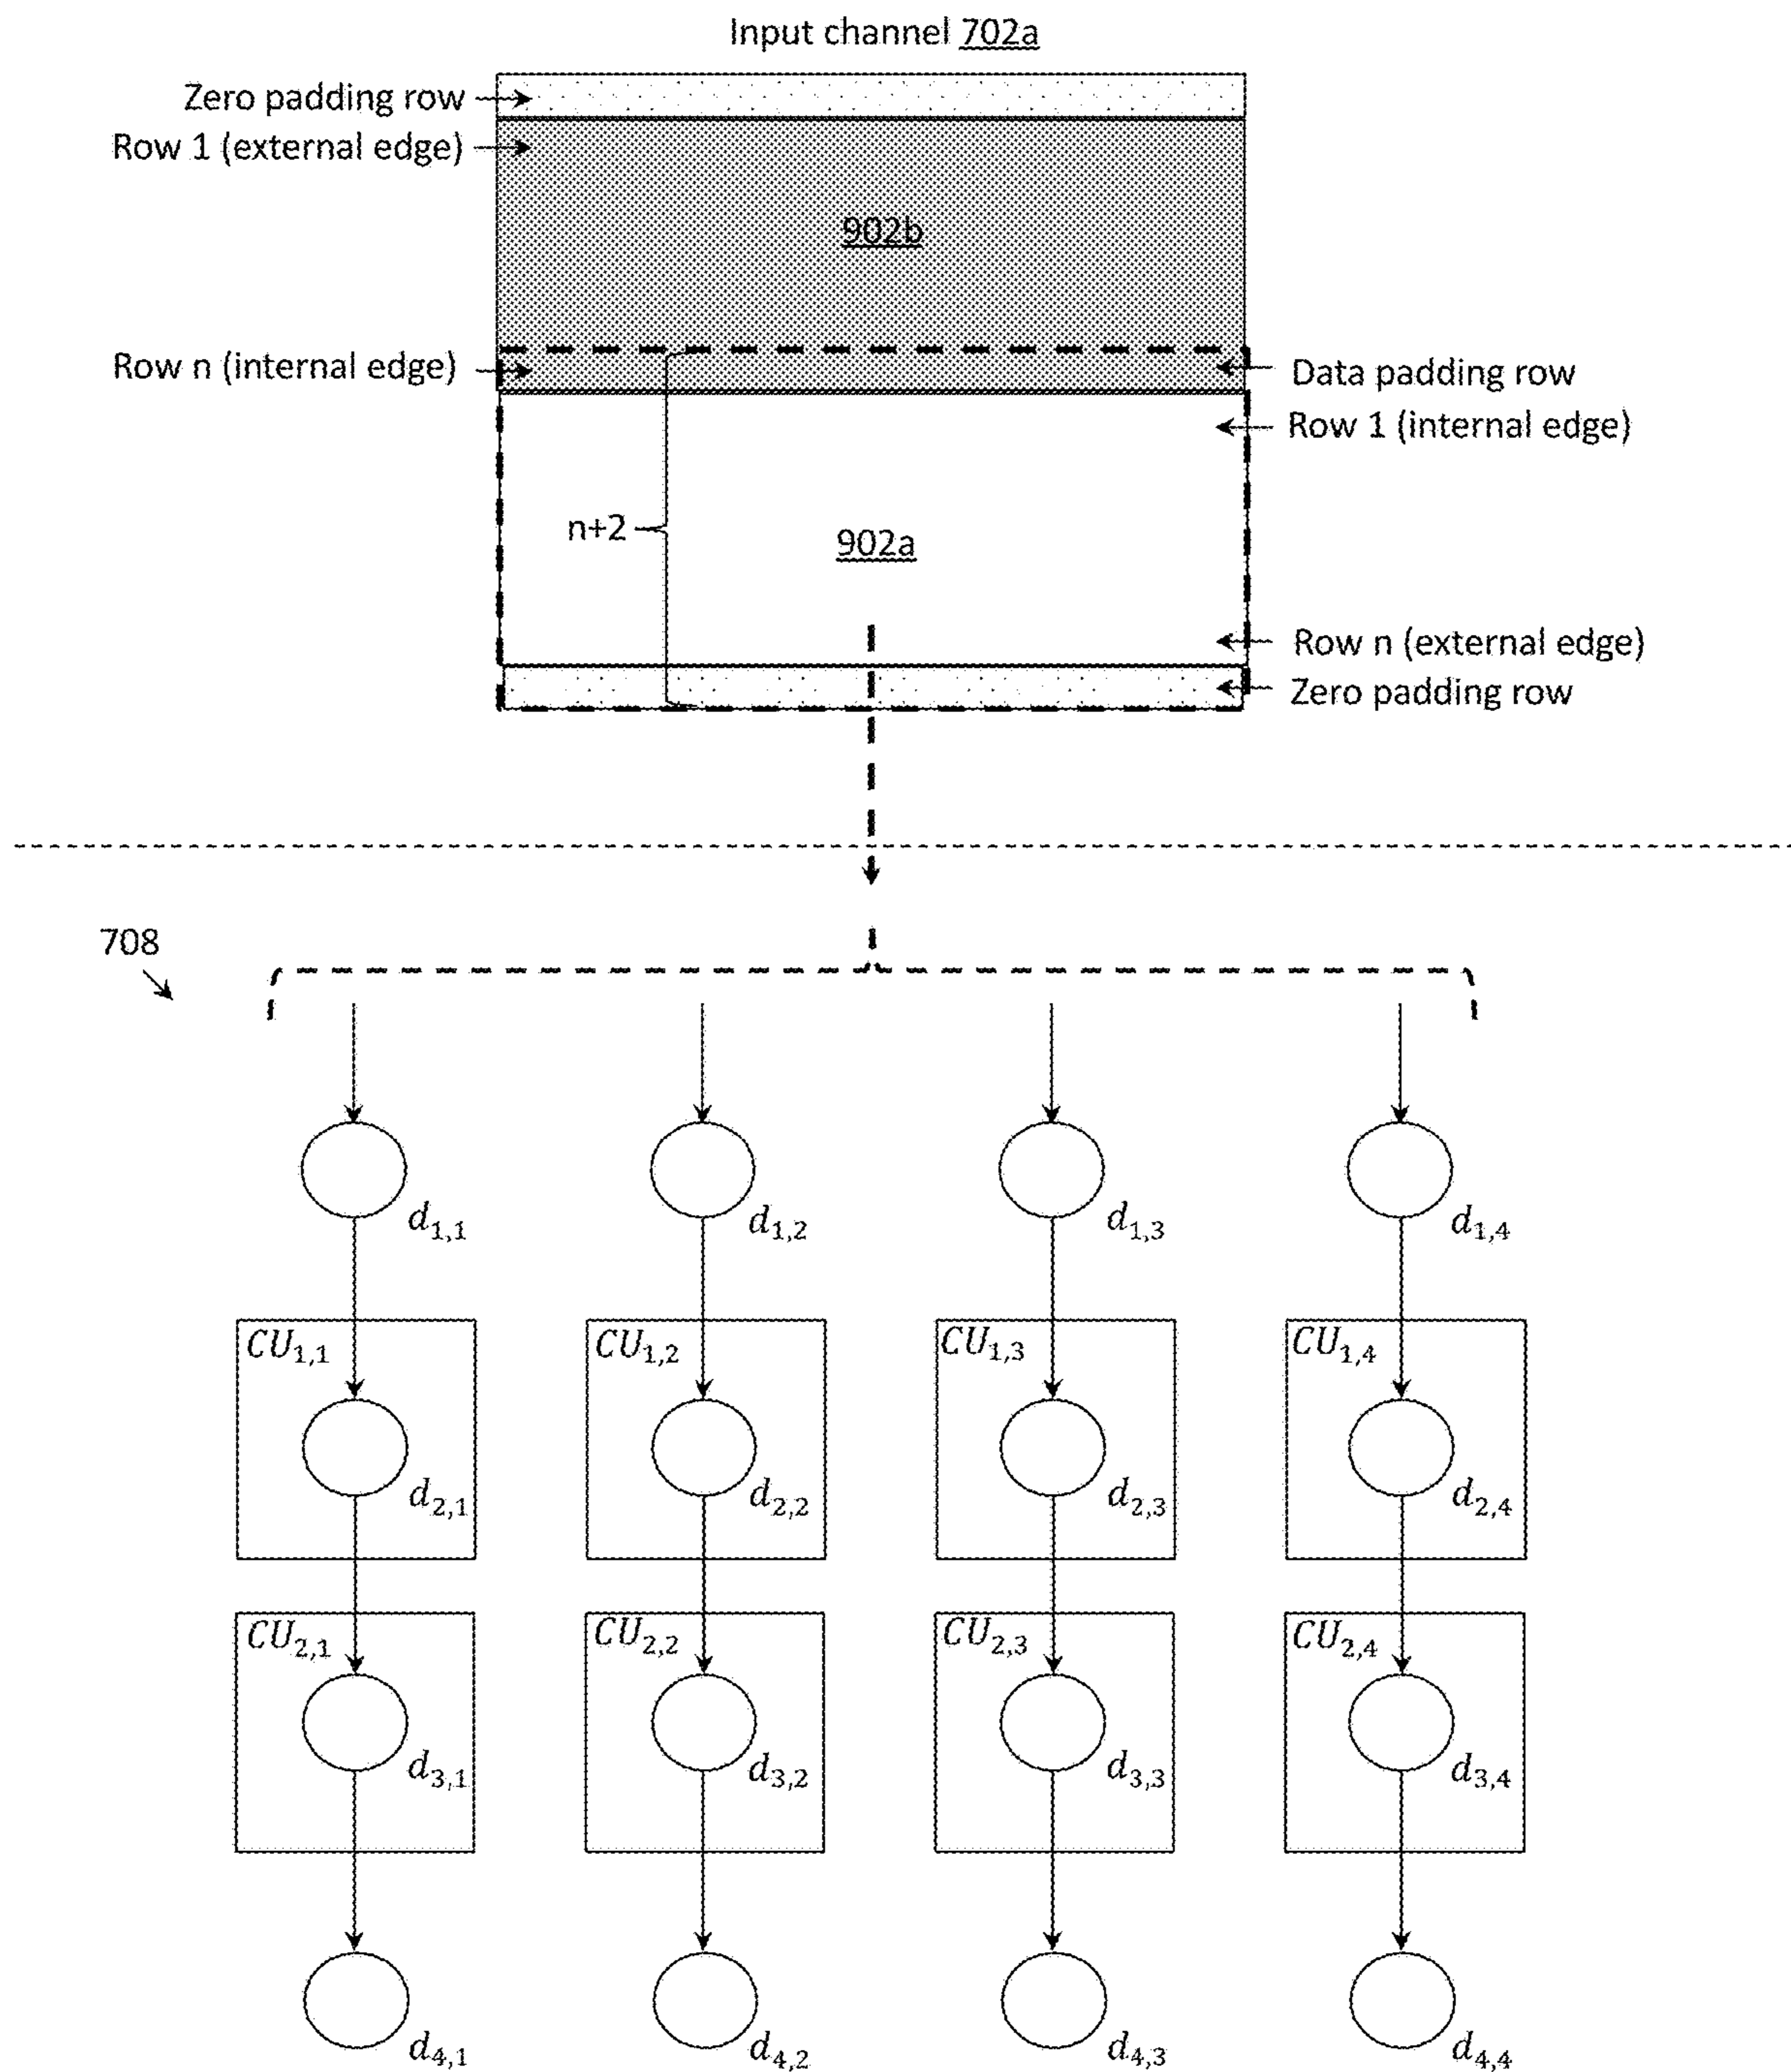 Input channel 702a
Zero padding row
Row 1 (external edge)
902b
Row n (internal edge)
Data padding row
Row 1 (internal edge)
n+2
902a
Row n (external edge)
Zero padding row
708
d1,1 d1,2 d1,3 d1,4
CU1,1 CU1,2 CU1,3 CU1,4
d2,1 d2,2 d2,3 d2,4
CU2,1 CU2,2 CU2,3 CU2,4
d3,1 d3,2 d3,3 d3,4
d4,1 d4,2 d4,3 d4,4